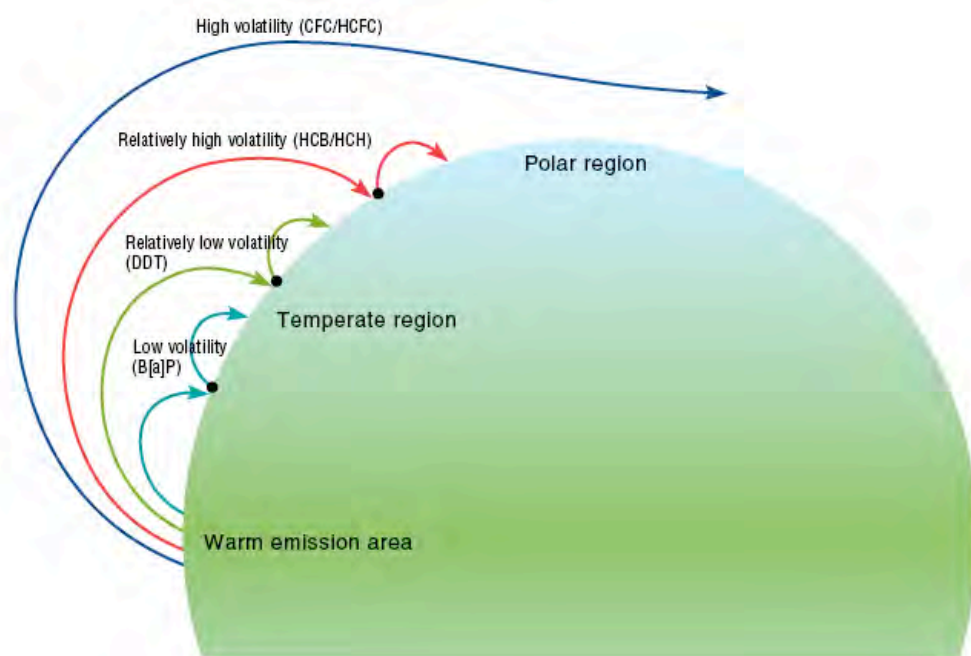 High volatility (CFC/HCFC)
Relatively high volatility (HCB/HCH)
Polar region
Relatively low volatility
(DDT)
Temperate region
Low volatility
(B[a]P)
Warm emission area